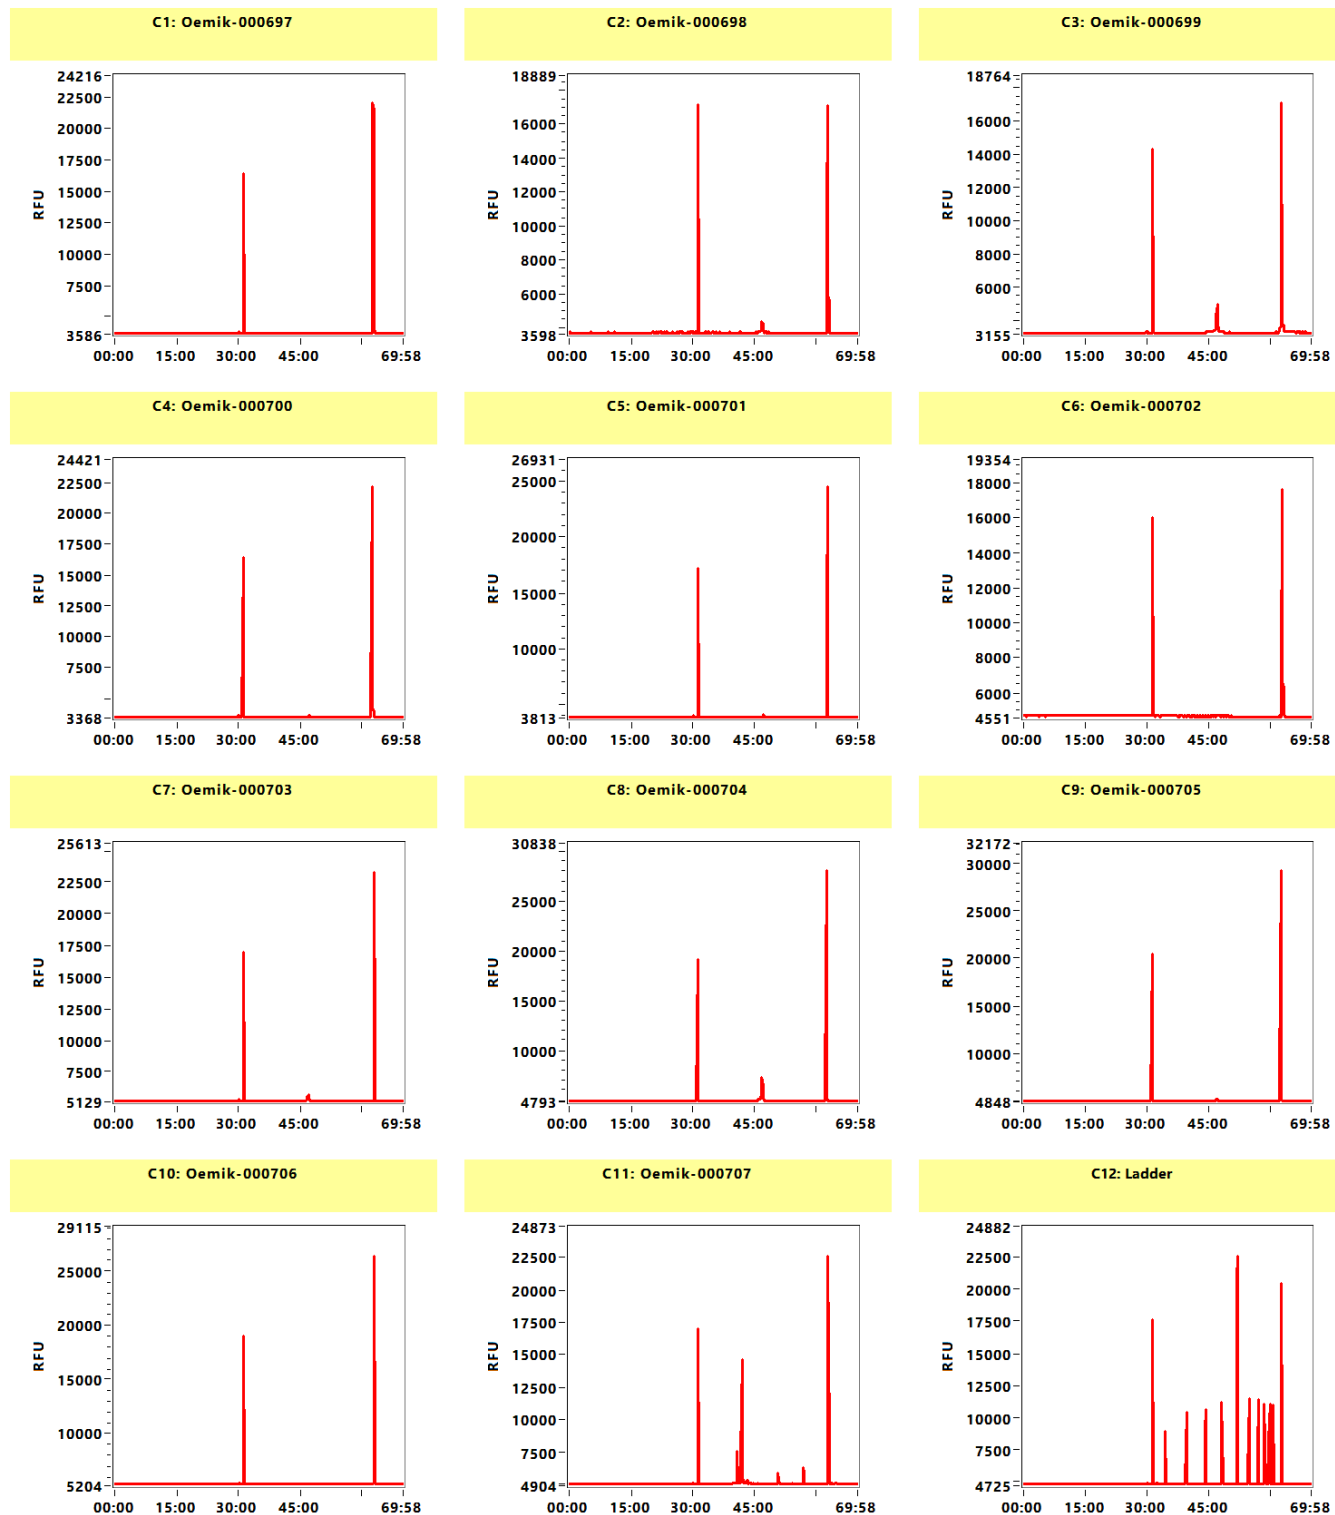 C1: Oemik-000697
C2: Oemik-000698
C3: Oemik-000699
24216
22500
20000
17500
15000
12500
10000
7500
3586
RFU
00:00 15:00 30:00 45:00 69:58
18889
16000
14000
12000
10000
8000
6000
3598
RFU
00:00 15:00 30:00 45:00 69:58
18764
16000
14000
12000
10000
8000
6000
3155
RFU
00:00 15:00 30:00 45:00 69:58
C4: Oemik-000700
C5: Oemik-000701
C6: Oemik-000702
24421
22500
20000
17500
15000
12500
10000
7500
3368
RFU
00:00 15:00 30:00 45:00 69:58
26931
25000
20000
15000
10000
3813
RFU
00:00 15:00 30:00 45:00 69:58
19354
18000
16000
14000
12000
10000
8000
6000
4551
RFU
00:00 15:00 30:00 45:00 69:58
C7: Oemik-000703
C8: Oemik-000704
C9: Oemik-000705
25613
22500
20000
17500
15000
12500
10000
7500
5129
RFU
00:00 15:00 30:00 45:00 69:58
30838
25000
20000
15000
10000
4793
RFU
00:00 15:00 30:00 45:00 69:58
32172
30000
25000
20000
15000
10000
4848
RFU
00:00 15:00 30:00 45:00 69:58
C10: Oemik-000706
C11: Oemik-000707
C12: Ladder
29115
25000
20000
15000
10000
5204
RFU
00:00 15:00 30:00 45:00 69:58
24873
22500
20000
17500
15000
12500
10000
7500
4904
RFU
00:00 15:00 30:00 45:00 69:58
24882
22500
20000
17500
15000
12500
10000
7500
4725
RFU
00:00 15:00 30:00 45:00 69:58